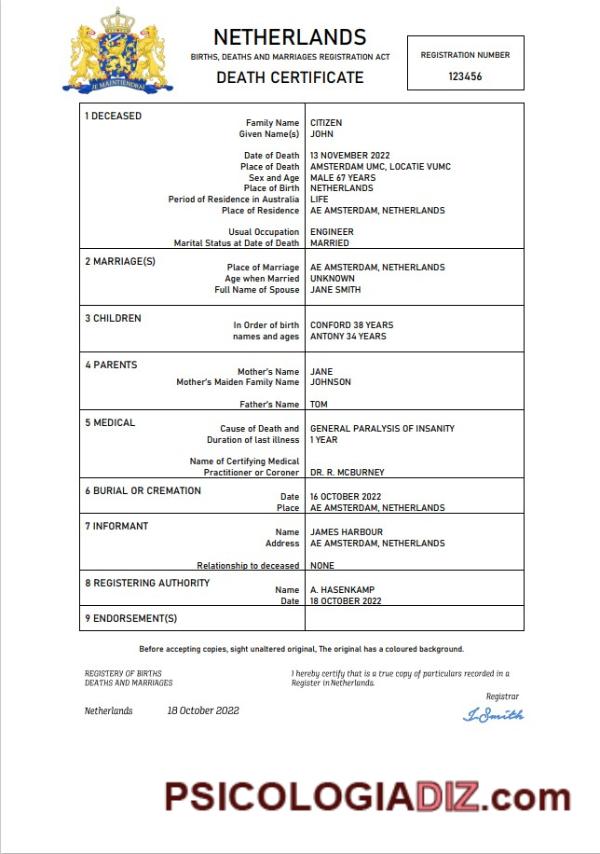 NETHERLANDS
BIRTHS, DEATHS AND MARRIAGES REGISTRATION ACT
DEATH CERTIFICATE
REGISTRATION NUMBER
123456
JE MAINTIENDRAI
1 DECEASED
Family Name CITIZEN
Given Name(s) JOHN
Date of Death 13 NOVEMBER 2022
Place of Death AMSTERDAM UMC, LOCATIE VUMC
Sex and Age MALE 67 YEARS
Place of Birth NETHERLANDS
Period of Residence in Australia LIFE
Place of Residence AE AMSTERDAM, NETHERLANDS
Usual Occupation ENGINEER
Marital Status at Date of Death MARRIED
2 MARRIAGE(S)
Place of Marriage AE AMSTERDAM, NETHERLANDS
Age when Married UNKNOWN
Full Name of Spouse JANE SMITH
3 CHILDREN
In Order of birth CONFORD 38 YEARS
names and ages ANTONY 34 YEARS
4 PARENTS
Mother's Name JANE
Mother's Maiden Family Name JOHNSON
Father's Name TOM
5 MEDICAL
Cause of Death and GENERAL PARALYSIS OF INSANITY
Duration of last illness 1 YEAR
Name of Certifying Medical
Practitioner or Coroner DR. R. MCBURNEY
6 BURIAL OR CREMATION
Date 16 OCTOBER 2022
Place AE AMSTERDAM, NETHERLANDS
7 INFORMANT
Name JAMES HARBOUR
Address AE AMSTERDAM, NETHERLANDS
Relationship to deceased NONE
8 REGISTERING AUTHORITY
Name A. HASENKAMP
Date 18 OCTOBER 2022
9 ENDORSEMENT(S)
Before accepting copies, sight unaltered original, The original has a coloured background.
REGISTERY OF BIRTHS
DEATHS AND MARRIAGES
I hereby certify that is a true copy of particulars recorded in a
Register in Netherlands.
Registrar
Netherlands 18 October 2022
I-Smith
PSICOLOGIADIZ.com